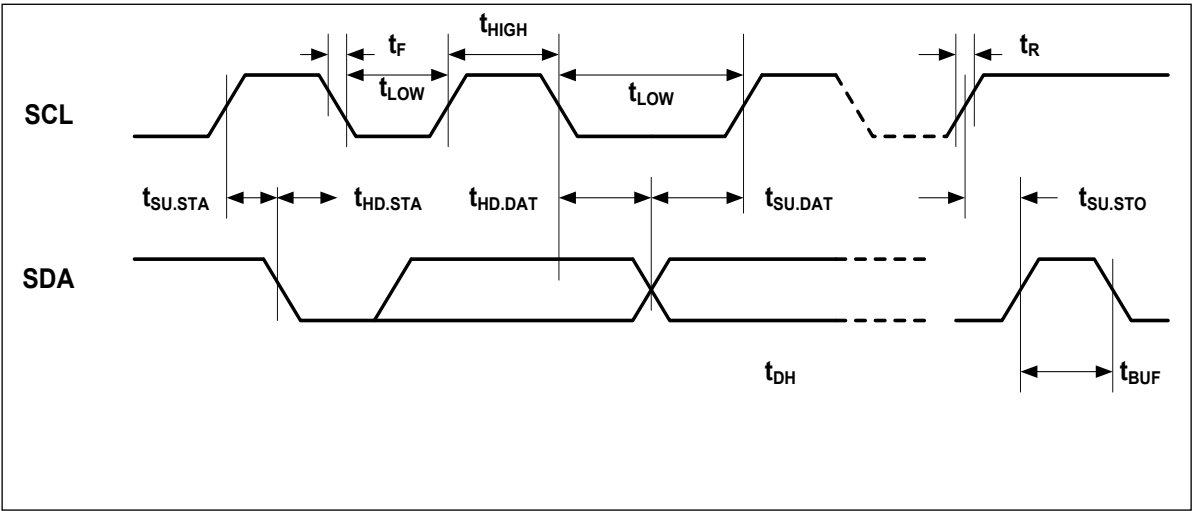 tHIGH
tF
tR
tLOW
tLOW
SCL
tSU.STA
tHD.STA
tHD.DAT
tSU.DAT
tSU.STO
SDA
tDH
tBUF